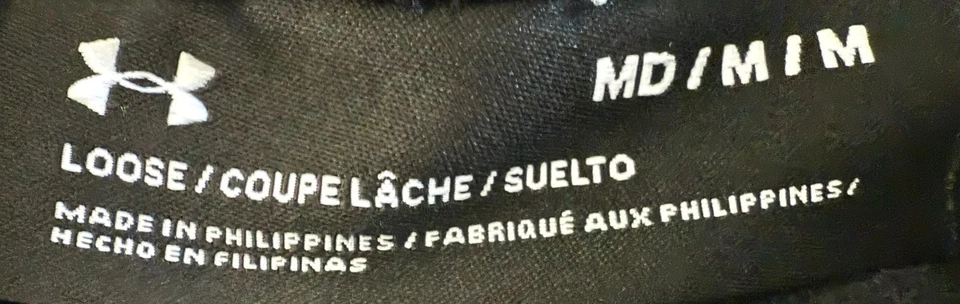 MD / M / M
LOOSE / COUPE LÂCHE / SUELTO
MADE IN PHILIPPINES / FABRIQUÉ AUX PHILIPPINES /
HECHO EN FILIPINAS